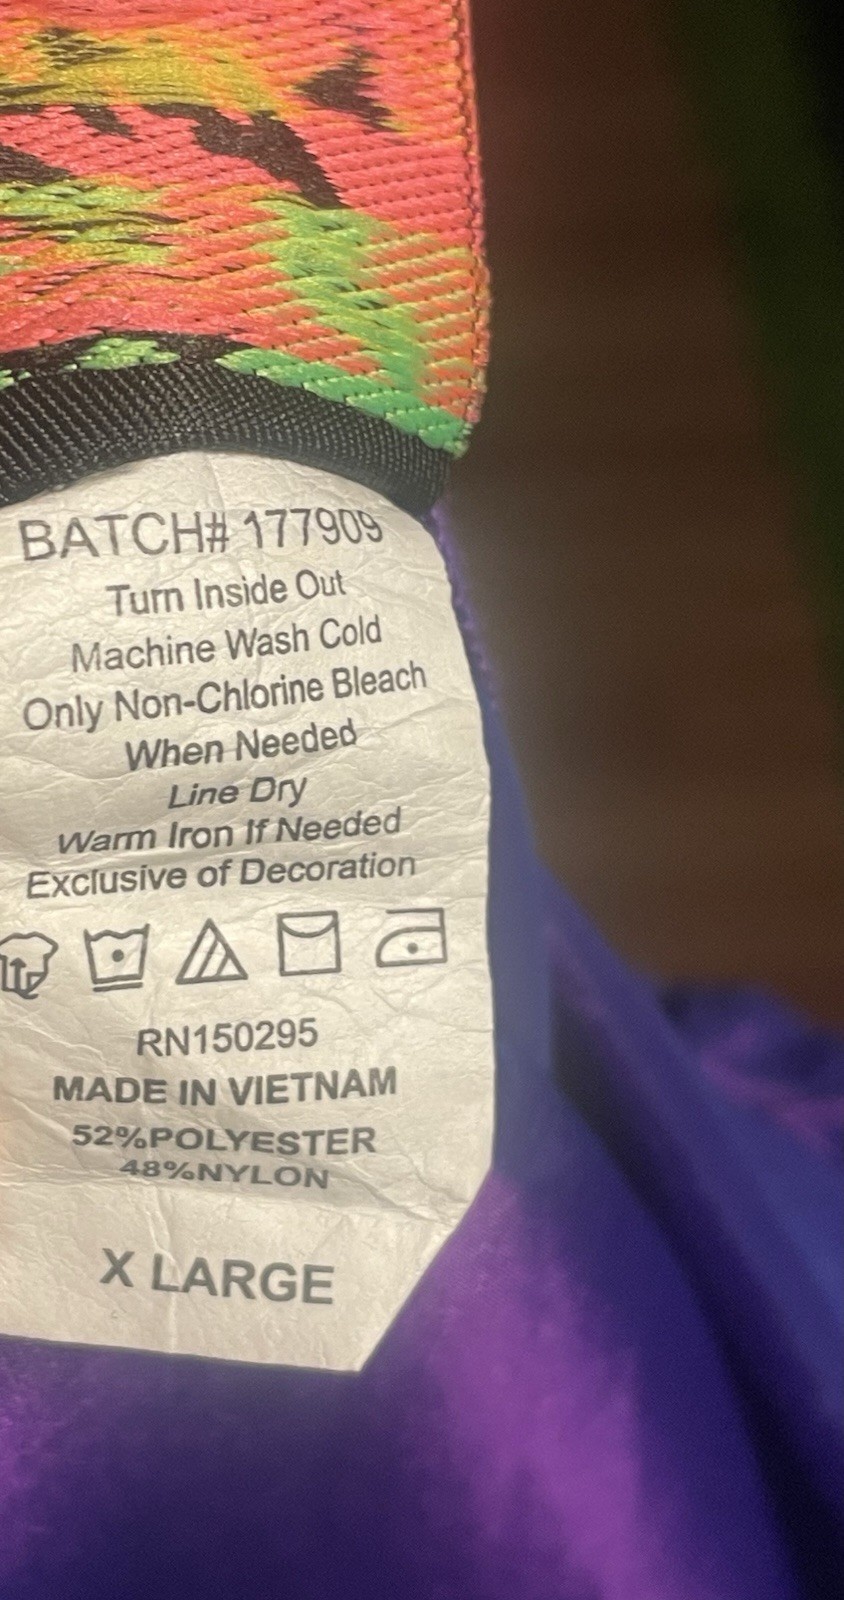 BATCH# 177909
Turn Inside Out
Machine Wash Cold
Only Non-Chlorine Bleach
When Needed
Line Dry
Warm Iron If Needed
Exclusive of Decoration
RN150295
MADE IN VIETNAM
52%POLYESTER
48%NYLON
X LARGE